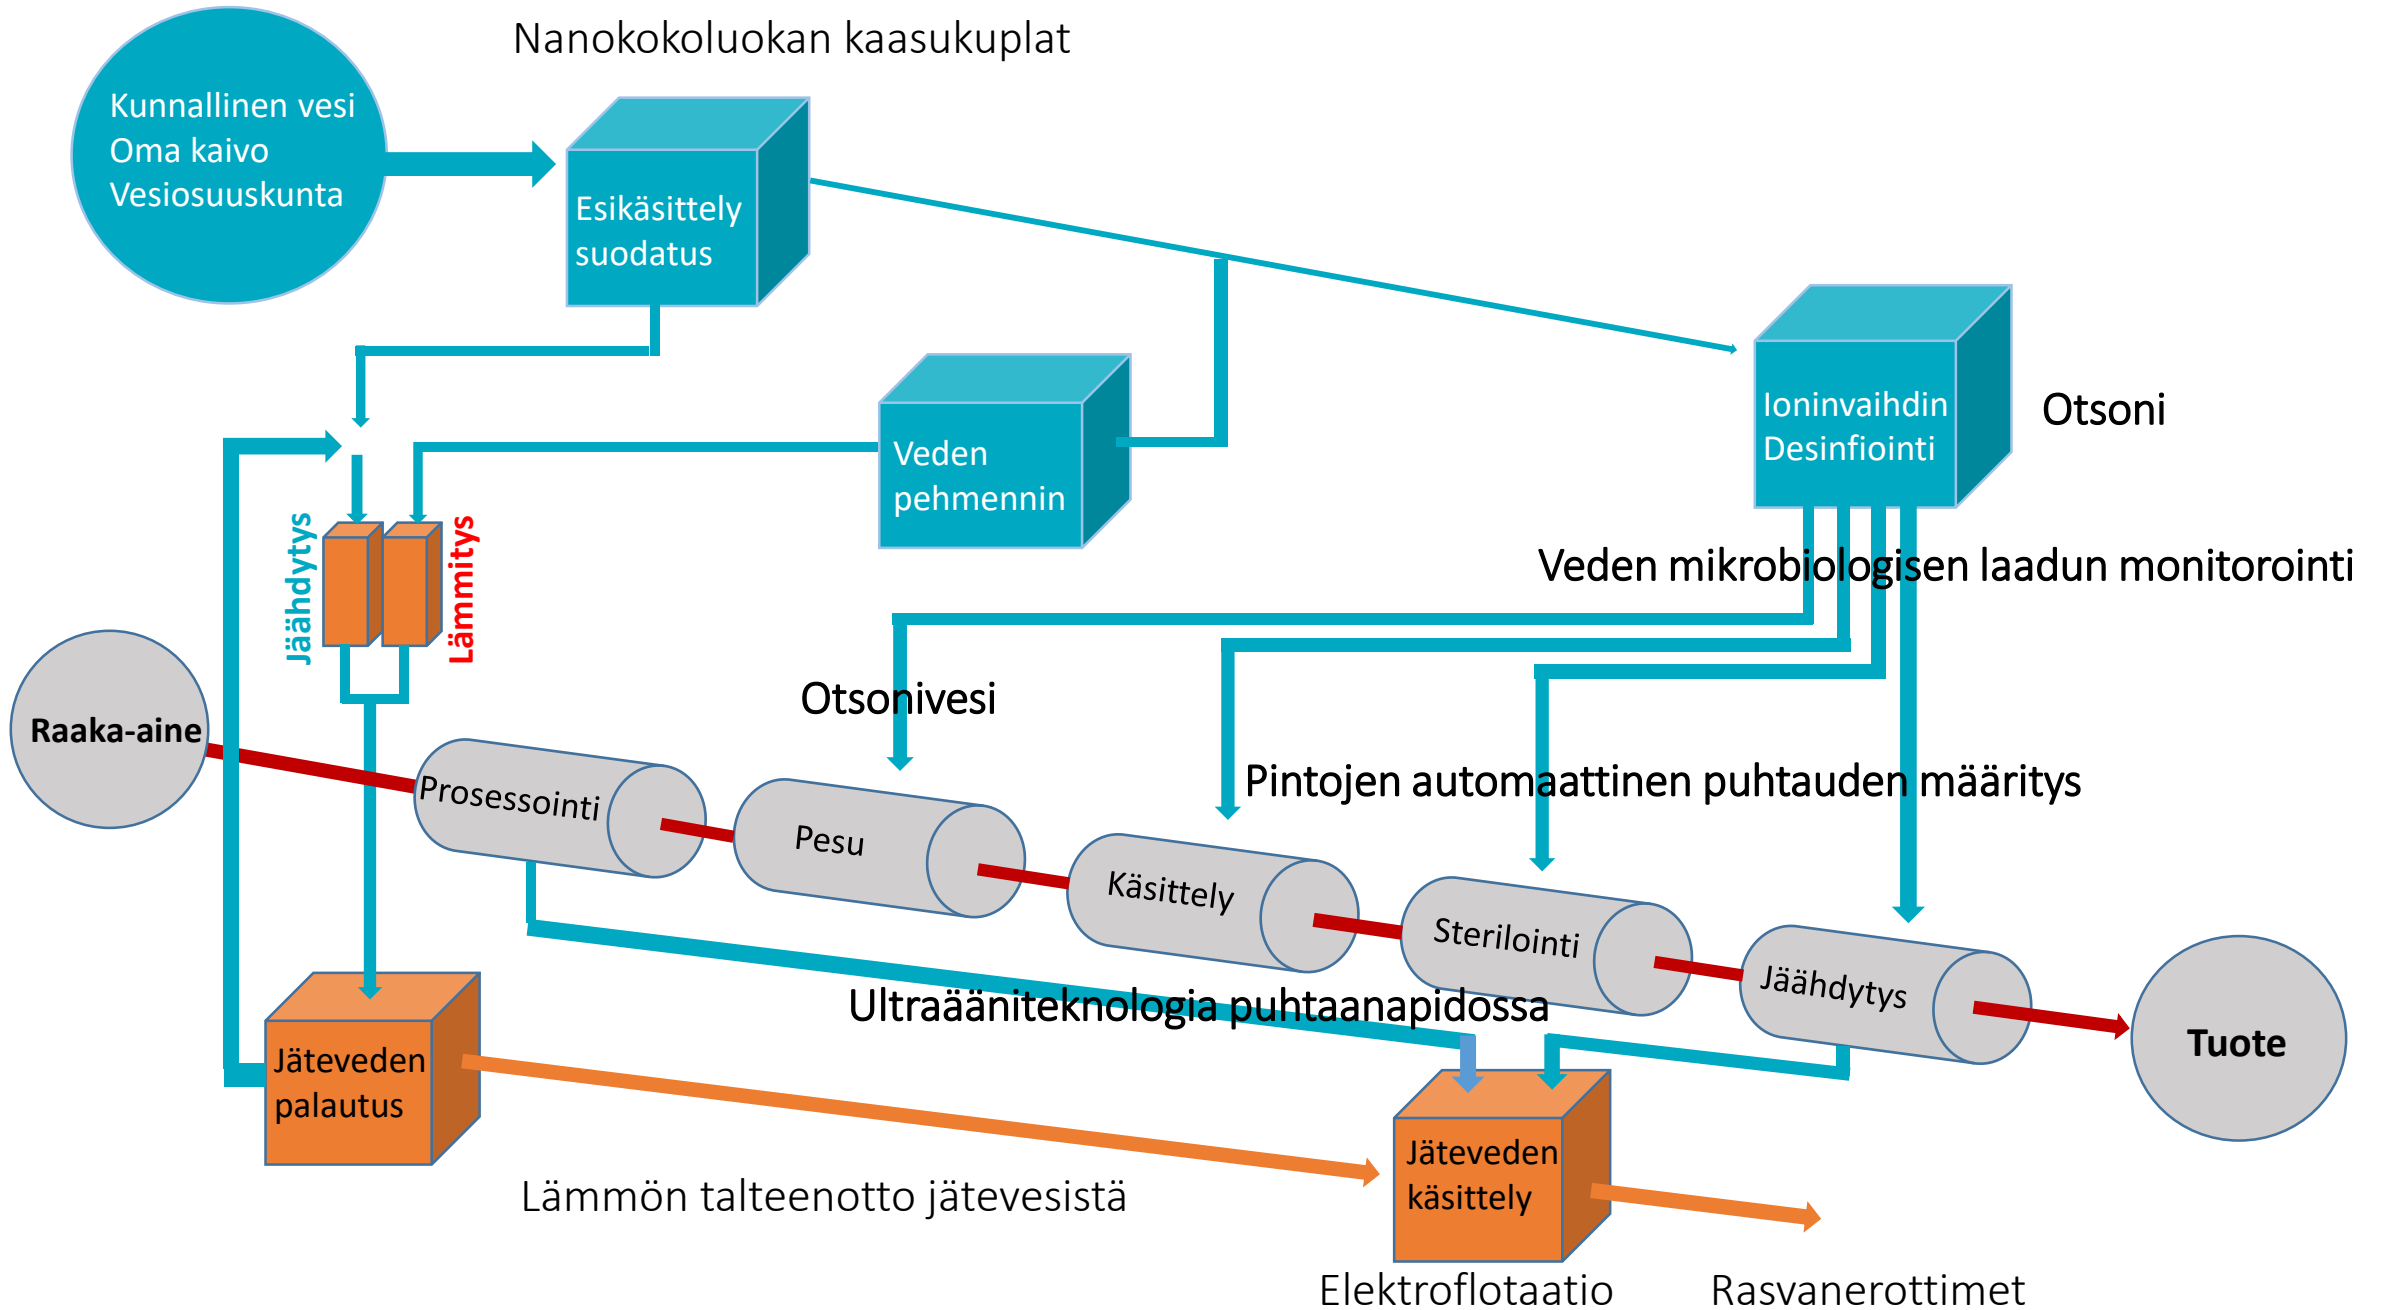 Nanokokoluokan kaasukuplat
Kunnallinen vesi
Oma kaivo
Vesiosuuskunta
Esikäsittely
suodatus
Ioninvaihdin
Desinfiointi
Otsoni
Veden
pehmennin
Jäähdytys
Lämmitys
Veden mikrobiologisen laadun monitorointi
Otsonivesi
Raaka-aine
Pintojen automaattinen puhtauden määritys
Prosessointi
Pesu
Käsittely
Sterilointi
Jäähdytys
Ultraääniteknologia puhtaanapidossa
Tuote
Jäteveden
palautus
Jäteveden
käsittely
Lämmön talteenotto jätevesistä
Elektroflotaatio
Rasvanerottimet